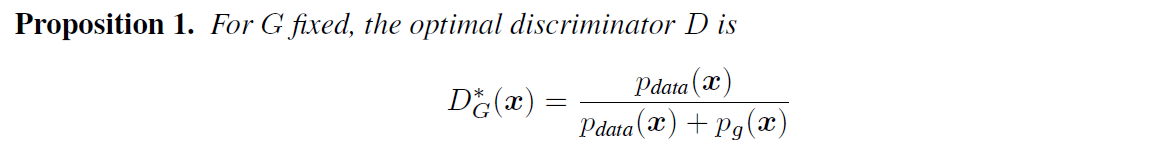 Proposition 1. For G fixed, the optimal discriminator D is
D*G(x) = pdata(x) / pdata(x) + pg(x)